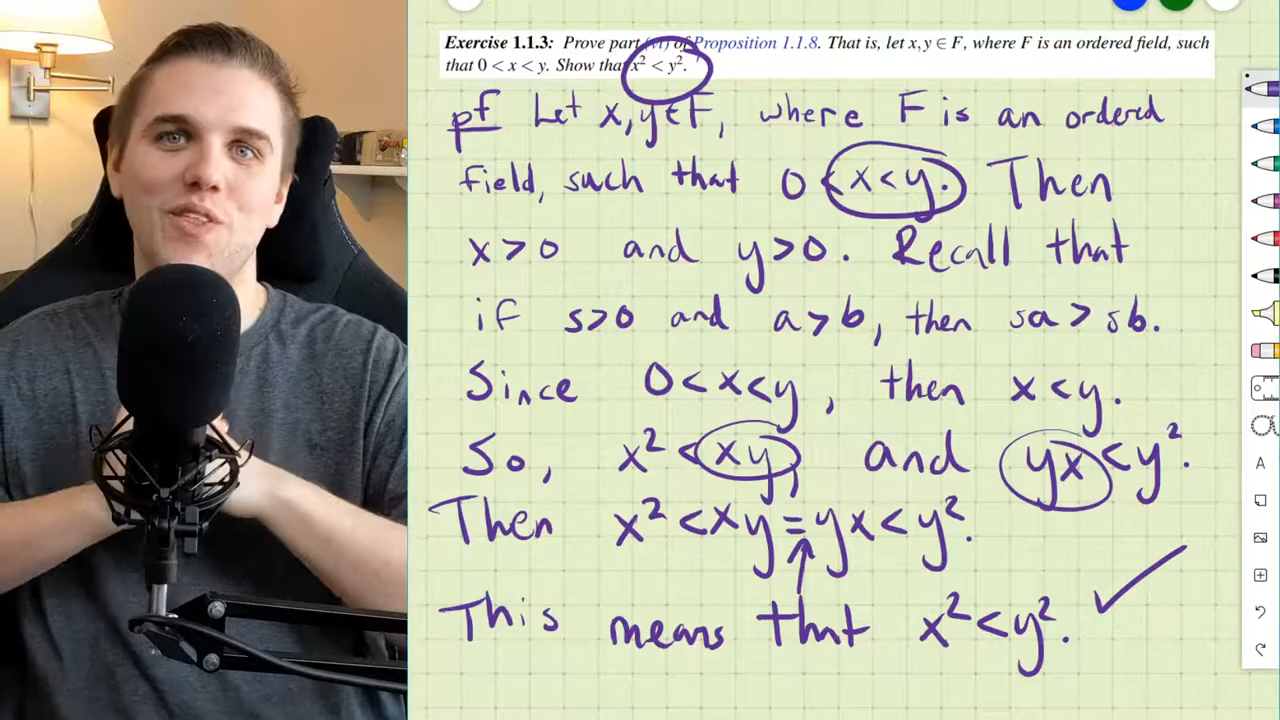 Exercise 1.1.3: Prove part (vi) of Proposition 1.1.8. That is, let x, y ∈ F, where F is an ordered field, such
that 0 < x < y. Show that x² < y².
pf Let x, y ∈ F, where F is an ordered
field, such that 0 < x < y. Then
x > 0 and y > 0. Recall that
if s > 0 and a > b, then sa > sb.
Since 0 < x < y, then x < y.
So, x² < xy, and yx < y².
Then x² < xy = yx < y².
This means that x² < y².
A